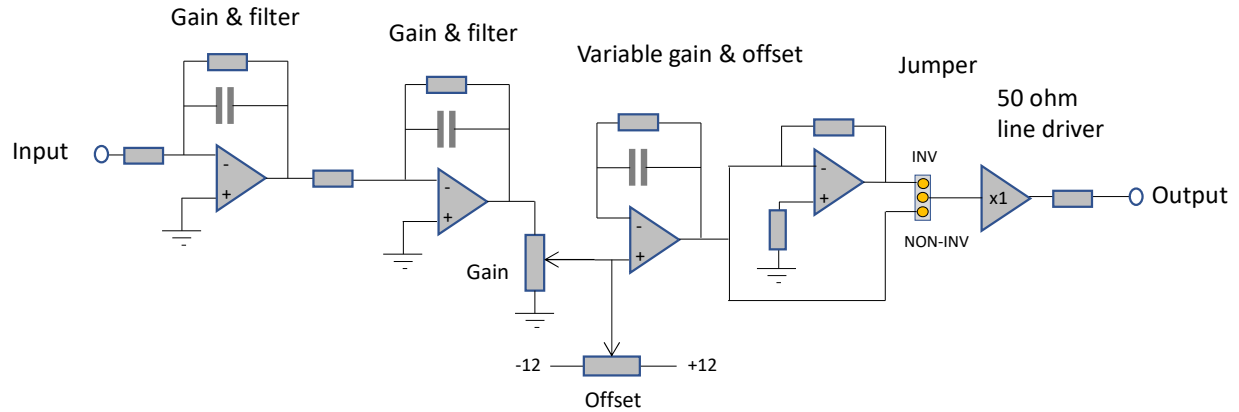 Gain & filter
Gain & filter
Variable gain & offset
Jumper
50 ohm
line driver
Input
-
+
-
+
-
+
-
+
INV
x1
Output
NON-INV
Gain
-12
+12
Offset